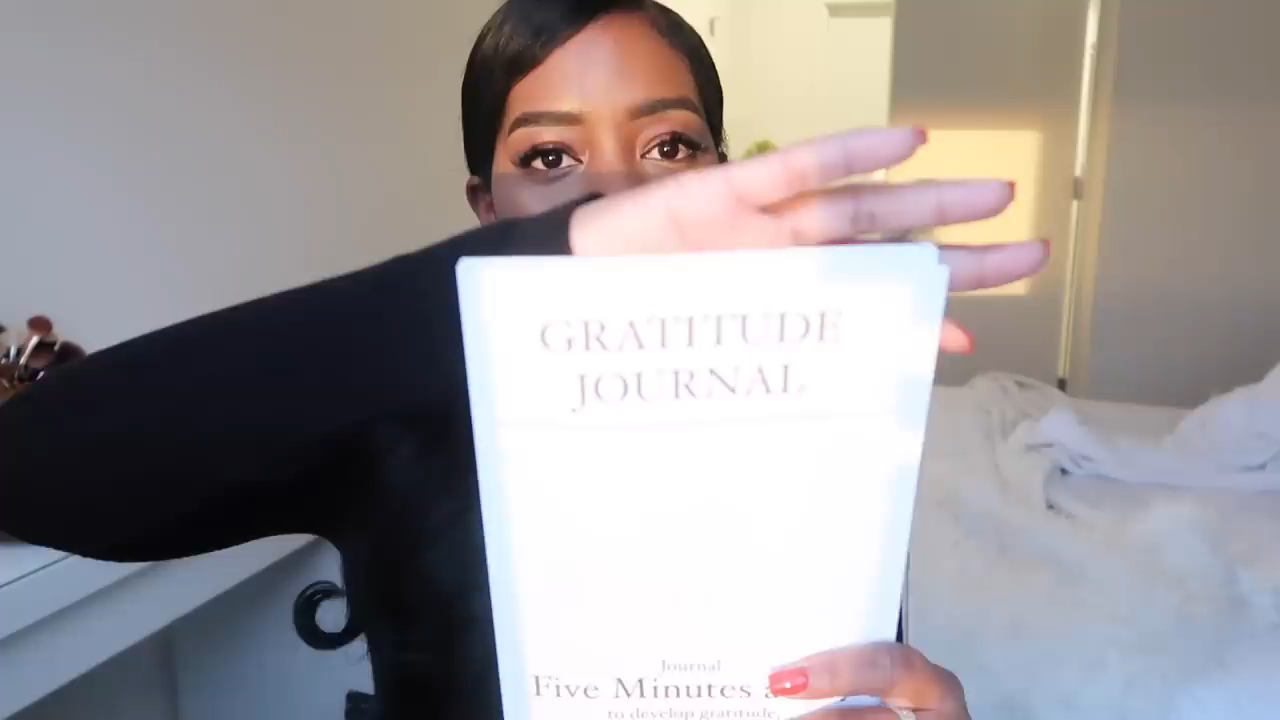 GRATITUDE
JOURNAL
Journal
Five Minutes a
to develop gratitude,